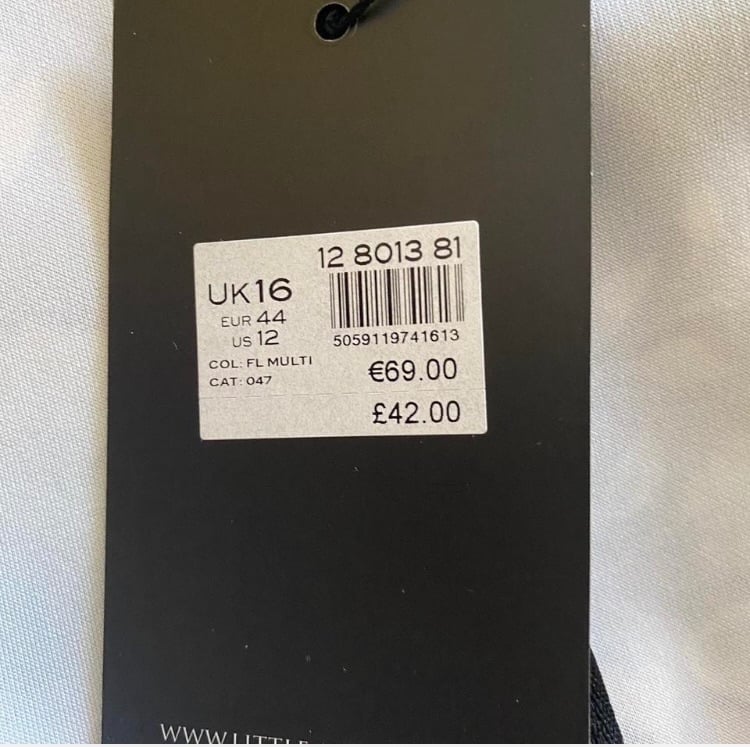 12 8013 81
UK16
EUR 44
US 12
5059119741613
COL: FL MULTI
CAT: 047
€69.00
£42.00